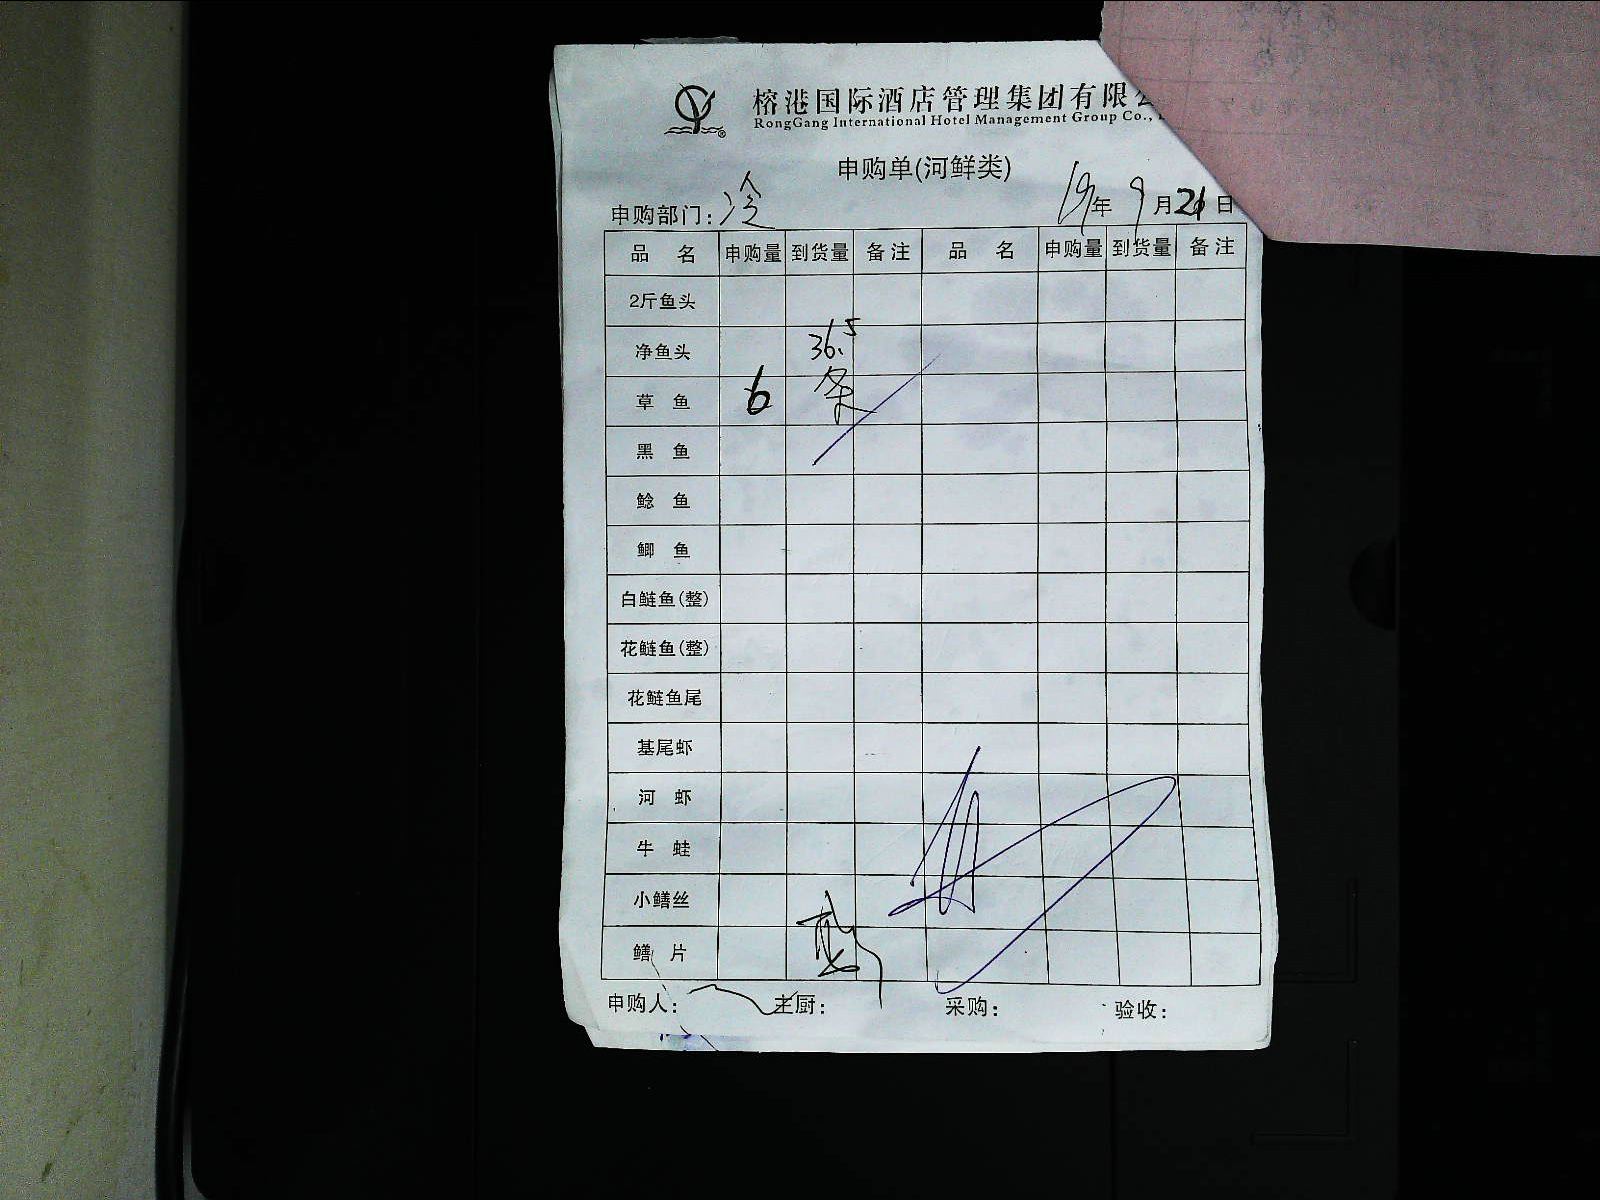 榕港国际酒店管理集团有限
RongGang International Hotel Management Group Co.,
申购单(河鲜类)
申购部门: 冷 19年 9月 21日
品 名 申购量 到货量 备注 品 名 申购量 到货量 备注
2斤鱼头
净鱼头 36.5
草 鱼 6 条
黑 鱼
鲶 鱼
鲫 鱼
白鲢鱼(整)
花鲢鱼(整)
花鲢鱼尾
基尾虾
河 虾
牛 蛙
小鳝丝
鳝 片
申购人: 主厨: 采购: 验收: